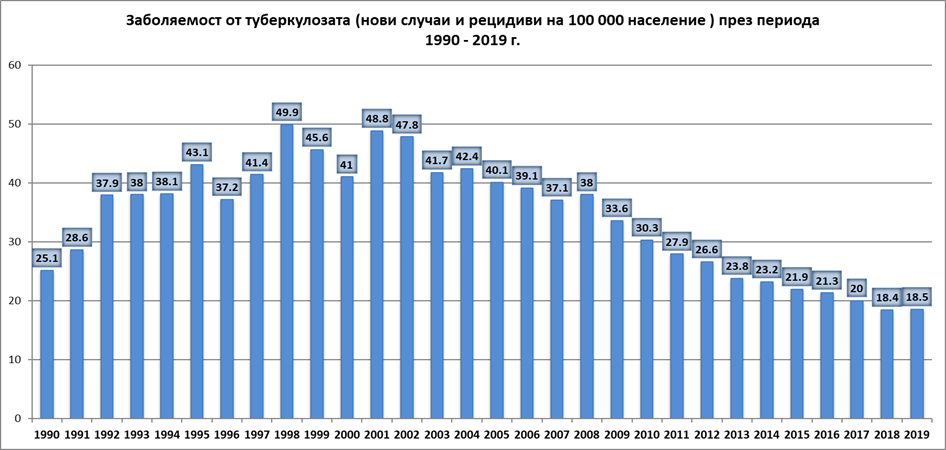 Заболяемост от туберкулозата (нови случаи и рецидиви на 100 000 население ) през периода
1990 - 2019 г.
60
50
40
30
20
10
0
25.1 28.6 37.9 38 38.1 43.1 37.2 41.4 49.9 45.6 41 48.8 47.8 41.7 42.4 40.1 39.1 37.1 38 33.6 30.3 27.9 26.6 23.8 23.2 21.9 21.3 20 18.4 18.5
1990 1991 1992 1993 1994 1995 1996 1997 1998 1999 2000 2001 2002 2003 2004 2005 2006 2007 2008 2009 2010 2011 2012 2013 2014 2015 2016 2017 2018 2019